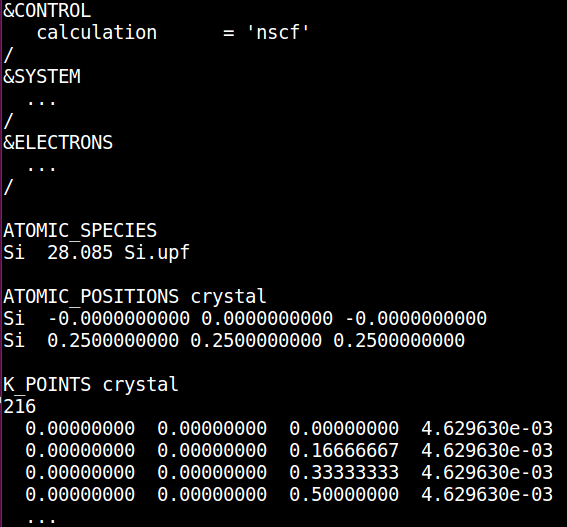 &CONTROL
   calculation      = 'nscf'
/
&SYSTEM
  ...
/
&ELECTRONS
  ...
/

ATOMIC_SPECIES
Si  28.085 Si.upf

ATOMIC_POSITIONS crystal
Si  -0.0000000000 0.0000000000 -0.0000000000
Si  0.2500000000 0.2500000000 0.2500000000

K_POINTS crystal
216
  0.00000000  0.00000000  0.00000000  4.629630e-03
  0.00000000  0.00000000  0.16666667  4.629630e-03
  0.00000000  0.00000000  0.33333333  4.629630e-03
  0.00000000  0.00000000  0.50000000  4.629630e-03
  ...